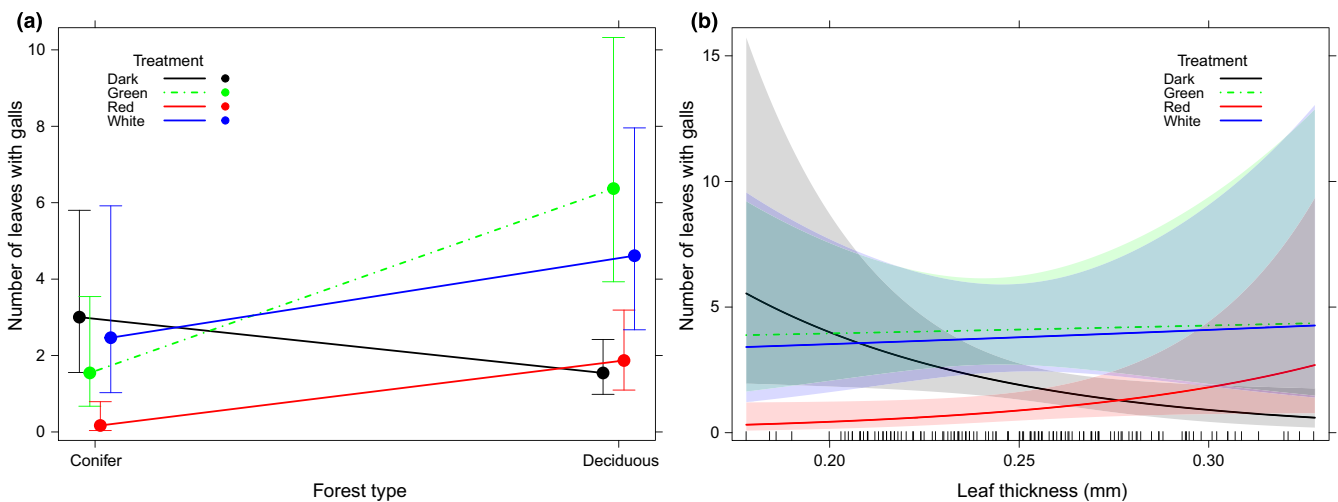 (a)
Number of leaves with galls
10
8
6
4
2
0
Treatment
Dark
Green
Red
White
Conifer
Deciduous
Forest type
(b)
Number of leaves with galls
15
10
5
0
Treatment
Dark
Green
Red
White
0.20
0.25
0.30
Leaf thickness (mm)